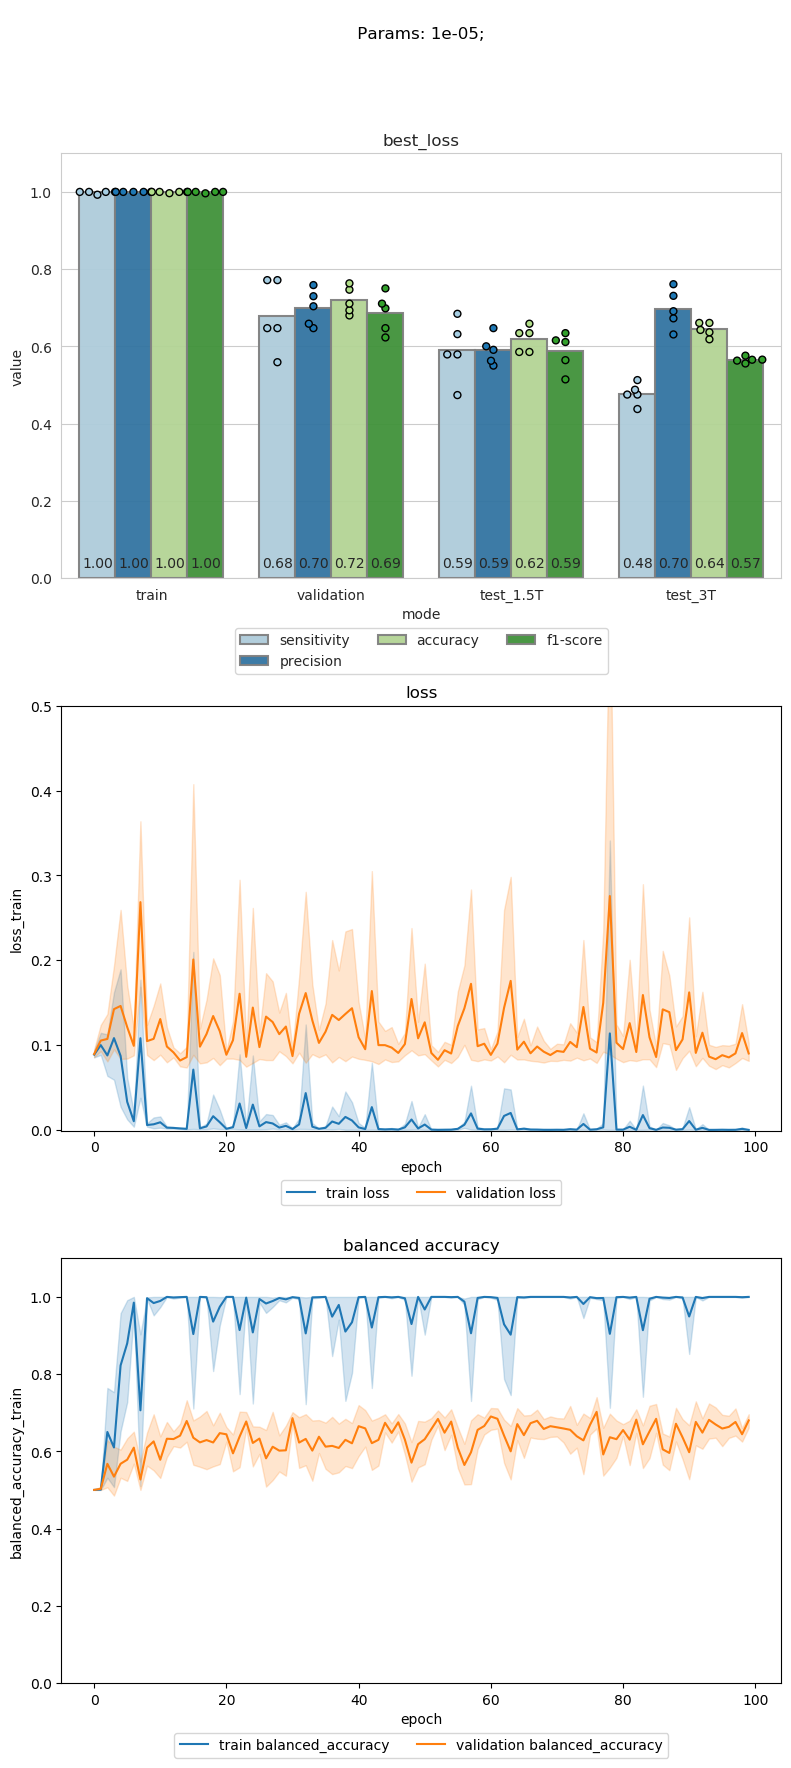 Params: 1e-05;
best_loss
1.0
0.8
0.6
0.4
0.2
0.0
value
1.00 1.00 1.00 1.00 0.68 0.70 0.72 0.69 0.59 0.59 0.62 0.59 0.48 0.70 0.64 0.57
train validation test_1.5T test_3T
mode
sensitivity accuracy f1-score
precision
loss
0.5
0.4
0.3
0.2
0.1
0.0
loss_train
0 20 40 60 80 100
epoch
train loss validation loss
balanced accuracy
1.0
0.8
0.6
0.4
0.2
0.0
balanced_accuracy_train
0 20 40 60 80 100
epoch
train balanced_accuracy validation balanced_accuracy